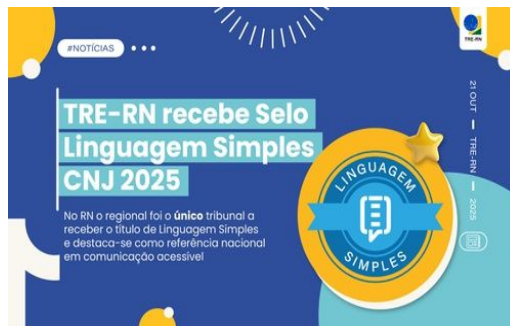 #NOTÍCIAS
TRE-RN
TRE-RN recebe Selo
Linguagem Simples
CNJ 2025
No RN o regional foi o único tribunal a
receber o título de Linguagem Simples
e destaca-se como referência nacional
em comunicação acessível
LINGUAGEM
SIMPLES
21 OUT — TRE-RN — 2025